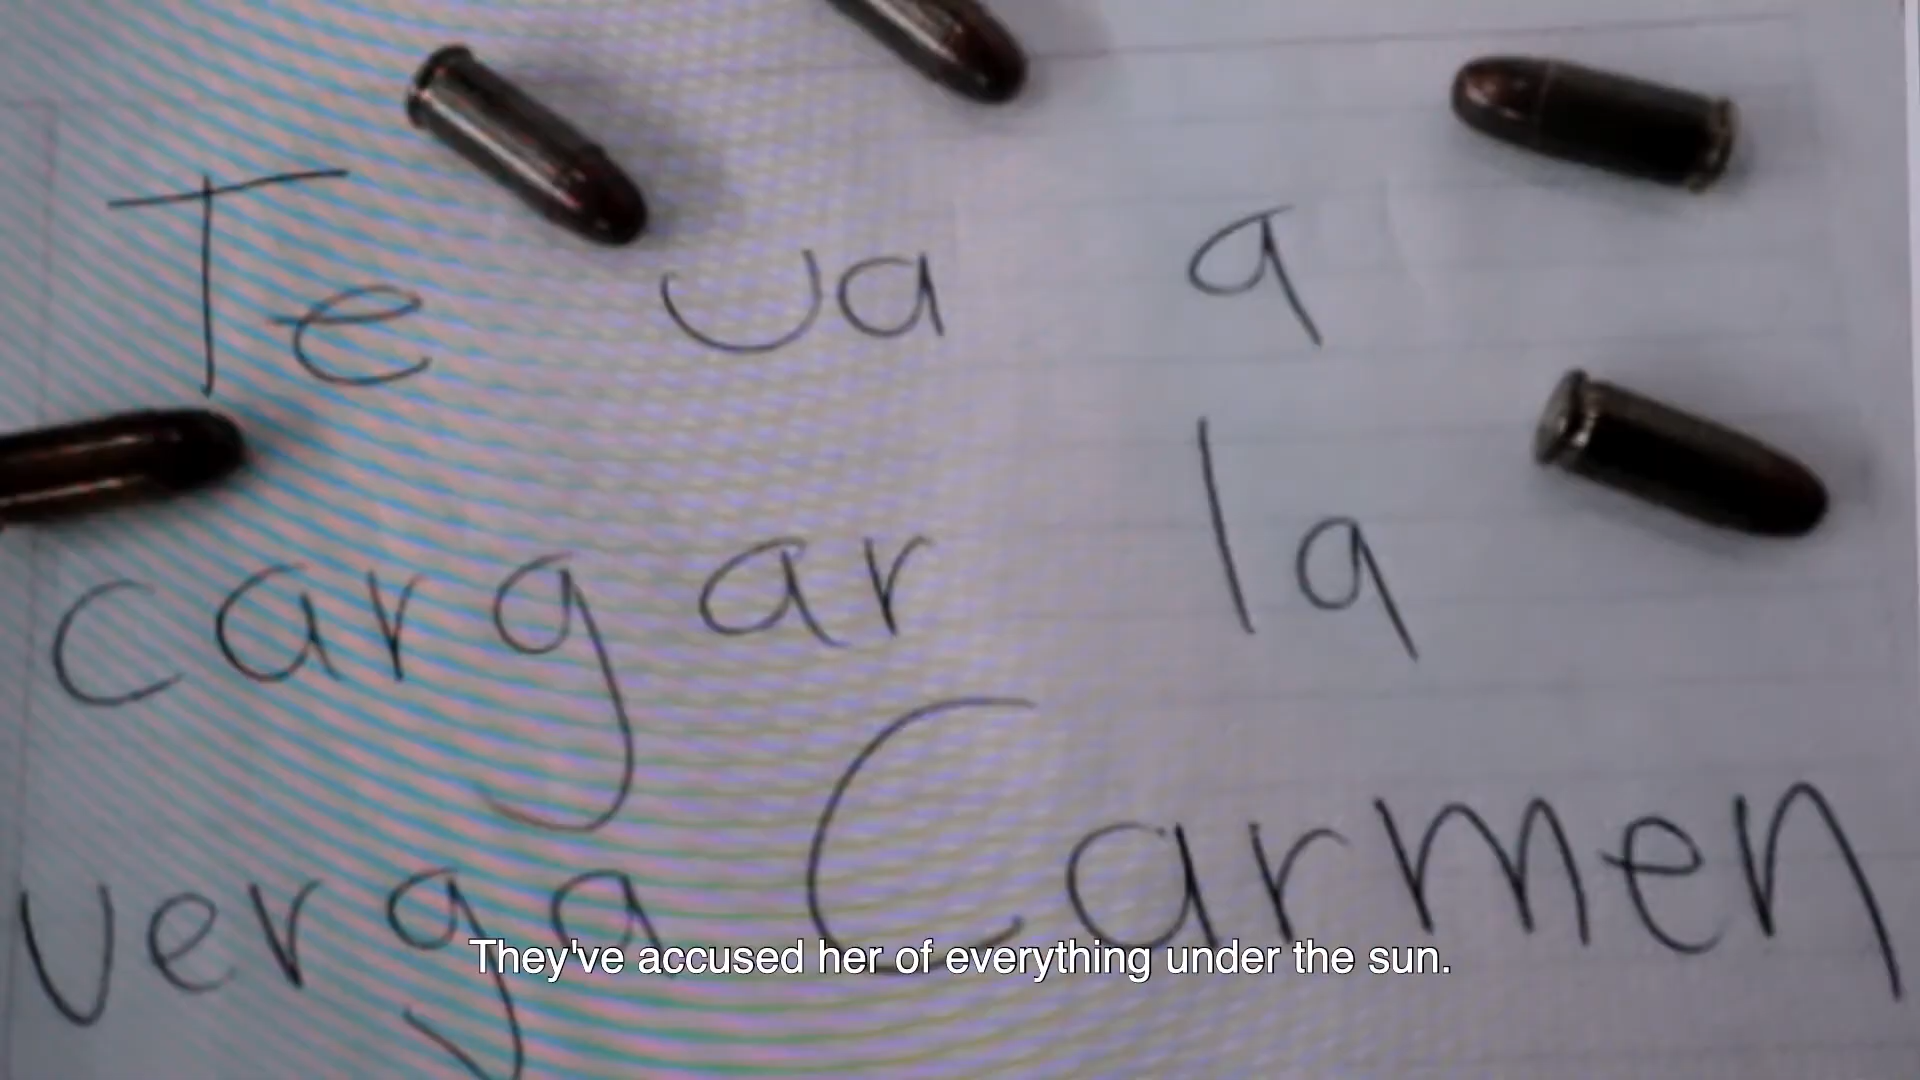 Te va a
cargar la
verga Carmen
They've accused her of everything under the sun.